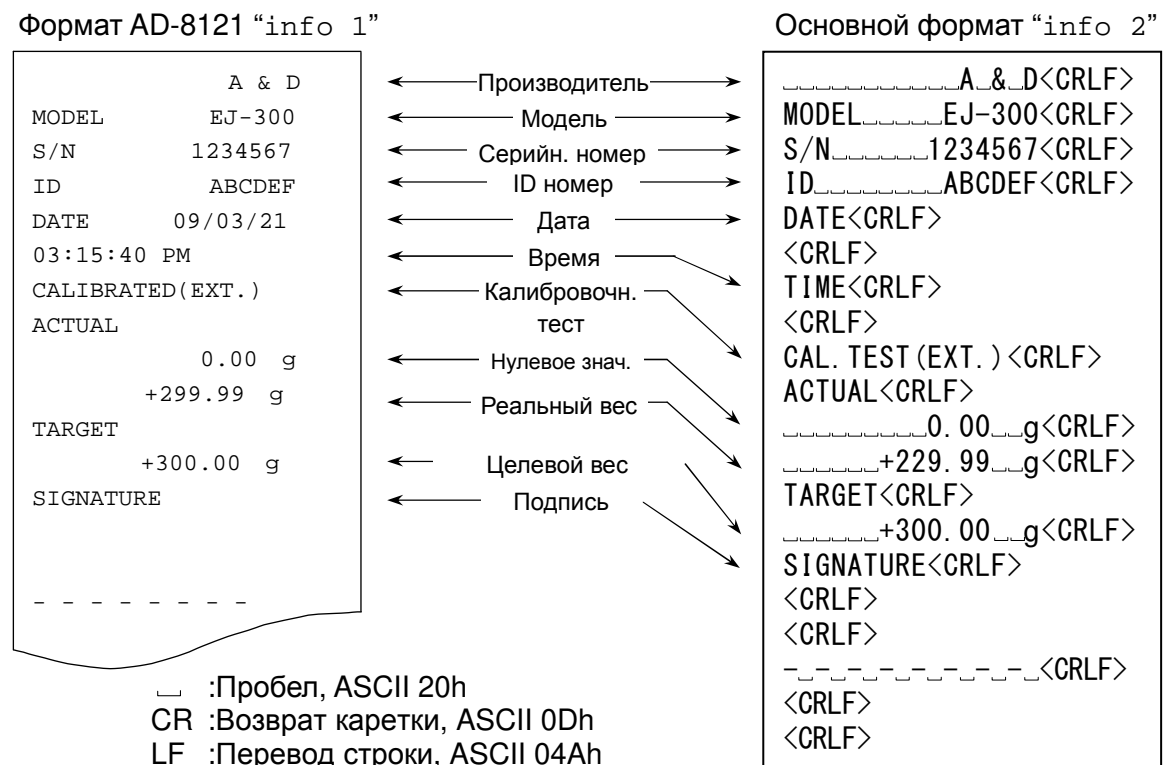 Формат AD-8121 “info 1”
A & D
MODEL EJ-300
S/N 1234567
ID ABCDEF
DATE 09/03/21
03:15:40 PM
CALIBRATED(EXT.)
ACTUAL
0.00 g
+299.99 g
TARGET
+300.00 g
SIGNATURE
- - - - - - - -
Производитель
Модель
Серийн. номер
ID номер
Дата
Время
Калибровочн.
тест
Нулевое знач.
Реальный вес
Целевой вес
Подпись
Основной формат “info 2”
␣␣␣␣␣␣␣␣␣␣␣A␣&␣D<CRLF>
MODEL␣␣␣␣␣EJ-300<CRLF>
S/N␣␣␣␣␣␣1234567<CRLF>
ID␣␣␣␣␣␣␣␣ABCDEF<CRLF>
DATE<CRLF>
<CRLF>
TIME<CRLF>
<CRLF>
CAL.TEST(EXT.)<CRLF>
ACTUAL<CRLF>
␣␣␣␣␣␣␣␣␣0.00␣␣g<CRLF>
␣␣␣␣␣␣+229.99␣␣g<CRLF>
TARGET<CRLF>
␣␣␣␣␣␣+300.00␣␣g<CRLF>
SIGNATURE<CRLF>
<CRLF>
<CRLF>
-␣-␣-␣-␣-␣-␣-␣-␣<CRLF>
<CRLF>
<CRLF>
␣ :Пробел, ASCII 20h
CR :Возврат каретки, ASCII 0Dh
LF :Перевод строки, ASCII 04Ah